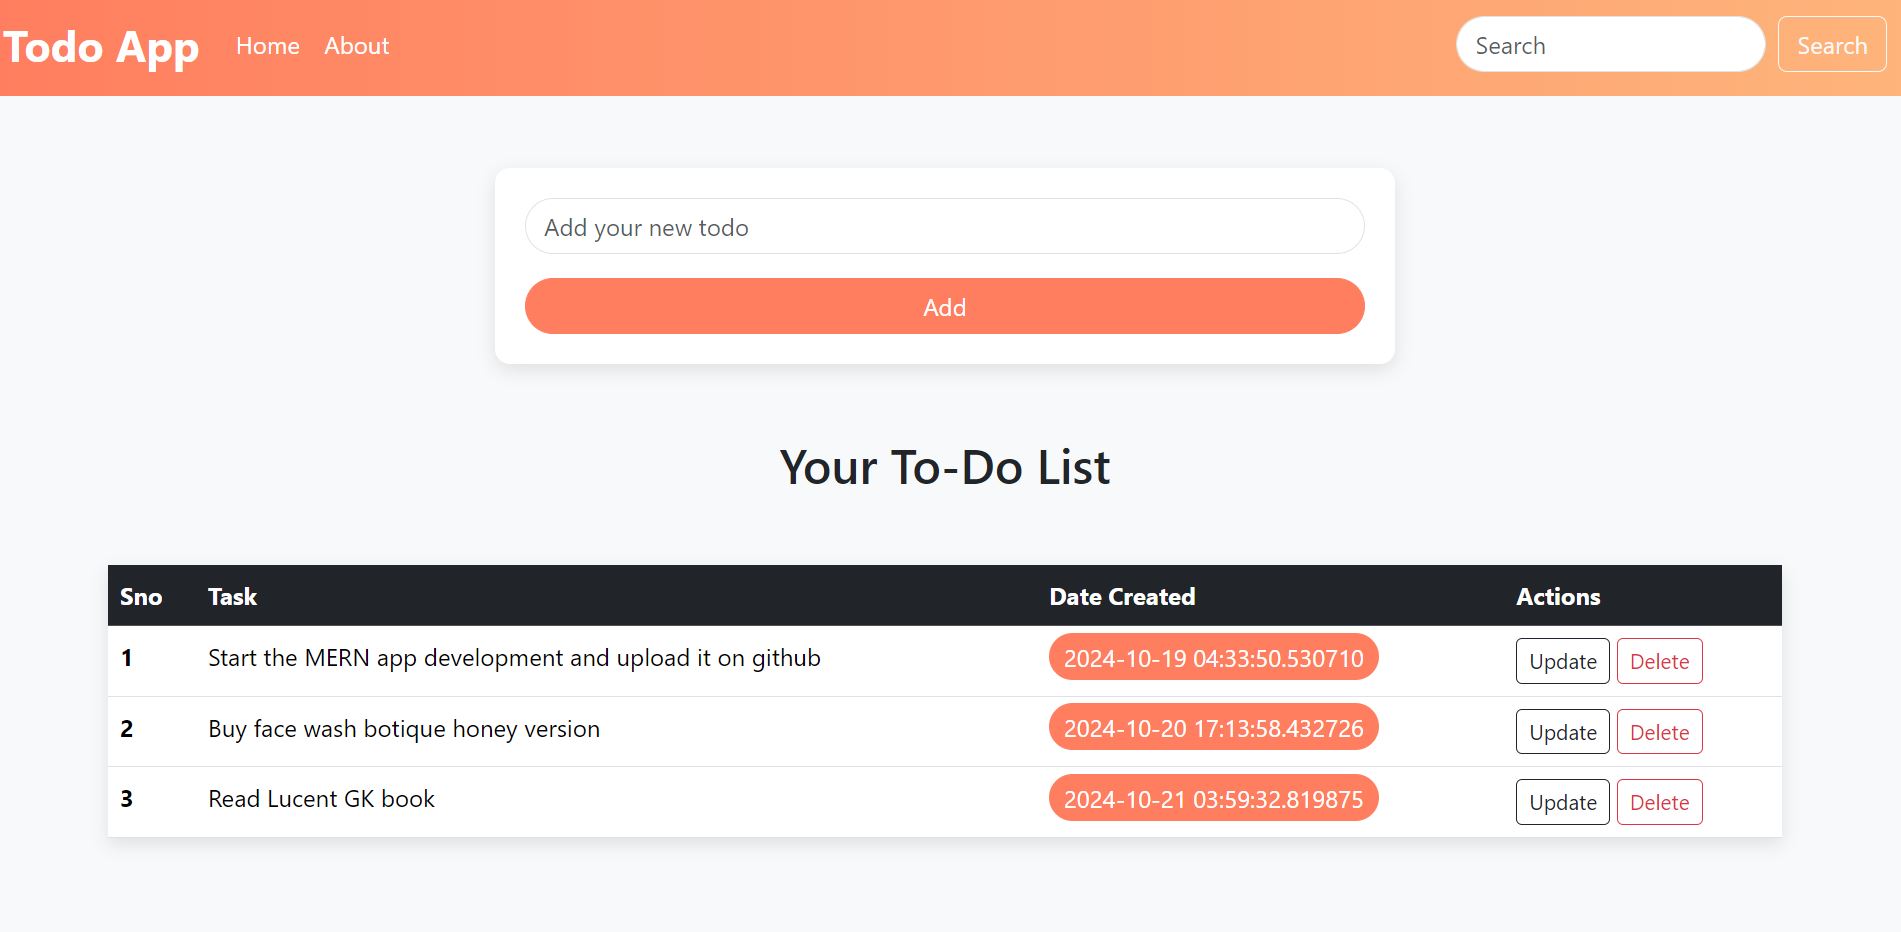 Todo App Home About Search Search
Add your new todo
Add
Your To-Do List
Sno Task Date Created Actions
1 Start the MERN app development and upload it on github 2024-10-19 04:33:50.530710 Update Delete
2 Buy face wash botique honey version 2024-10-20 17:13:58.432726 Update Delete
3 Read Lucent GK book 2024-10-21 03:59:32.819875 Update Delete